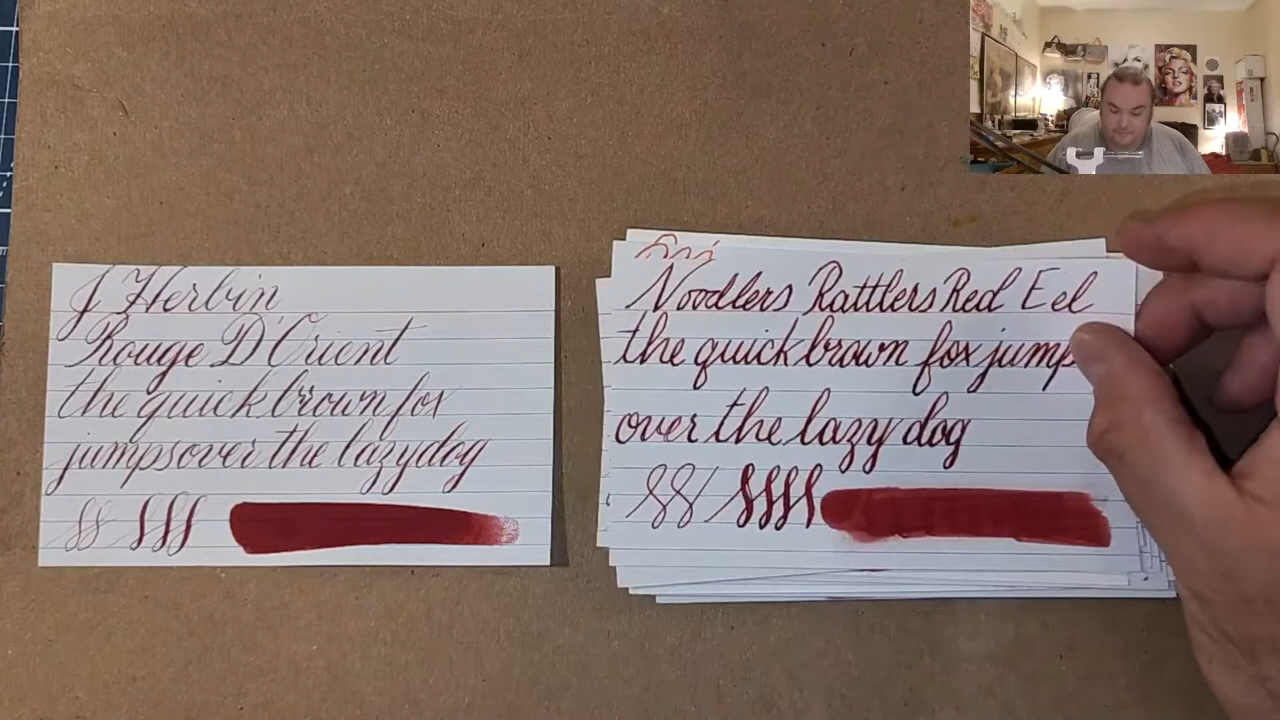 J Herbin
Rouge D'Orient
the quick brown fox
jumps over the lazy dog
Noodlers Rattlers Red Eel
the quick brown fox jump
over the lazy dog